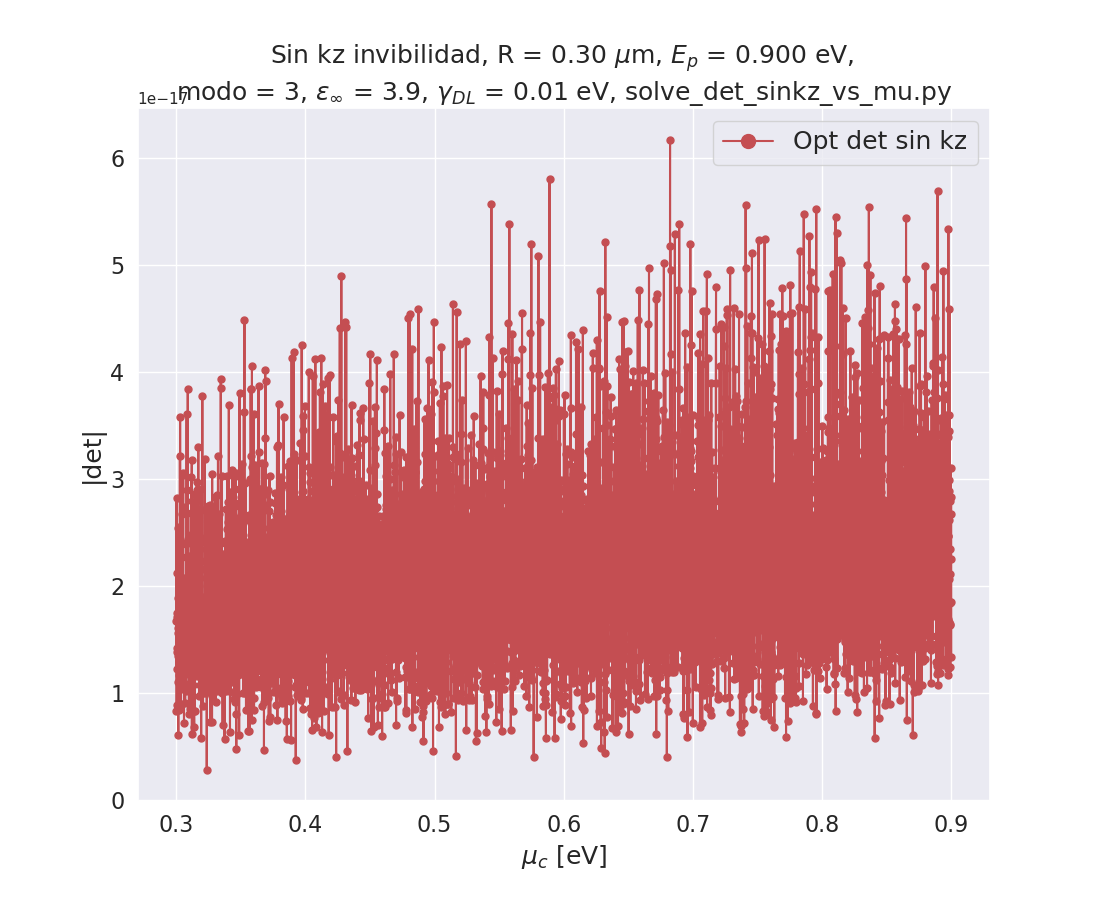 Sin kz invibilidad, R = 0.30 μm, E_p = 0.900 eV,
modo = 3, ε_∞ = 3.9, γ_DL = 0.01 eV, solve_det_sinkz_vs_mu.py
1e−17
Opt det sin kz
6
5
4
3
2
1
0
|det|
0.3 0.4 0.5 0.6 0.7 0.8 0.9
μ_c [eV]